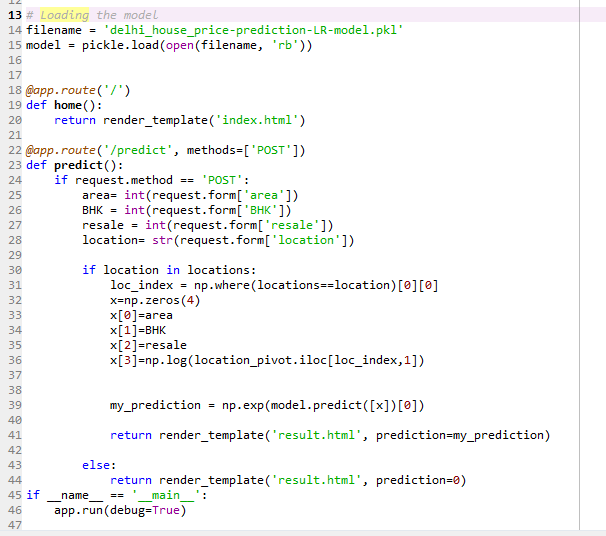 12
13 # Loading the model
14 filename = 'delhi_house_price-prediction-LR-model.pkl'
15 model = pickle.load(open(filename, 'rb'))
16
17
18 @app.route('/')
19 def home():
20     return render_template('index.html')
21
22 @app.route('/predict', methods=['POST'])
23 def predict():
24     if request.method == 'POST':
25         area= int(request.form['area'])
26         BHK = int(request.form['BHK'])
27         resale = int(request.form['resale'])
28         location= str(request.form['location'])
29
30         if location in locations:
31             loc_index = np.where(locations==location)[0][0]
32             x=np.zeros(4)
33             x[0]=area
34             x[1]=BHK
35             x[2]=resale
36             x[3]=np.log(location_pivot.iloc[loc_index,1])
37
38
39             my_prediction = np.exp(model.predict([x])[0])
40
41             return render_template('result.html', prediction=my_prediction)
42
43         else:
44             return render_template('result.html', prediction=0)
45 if __name__ == '__main__':
46     app.run(debug=True)
47